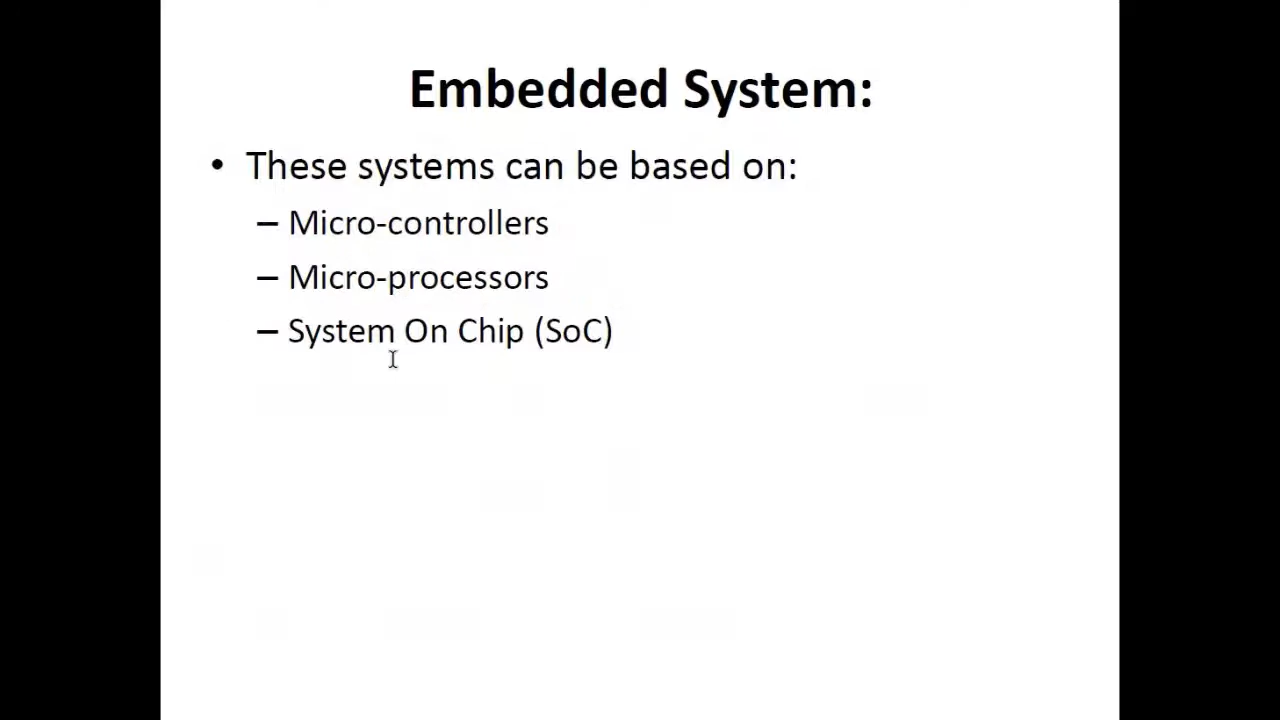 Embedded System:
• These systems can be based on:
– Micro-controllers
– Micro-processors
– System On Chip (SoC)